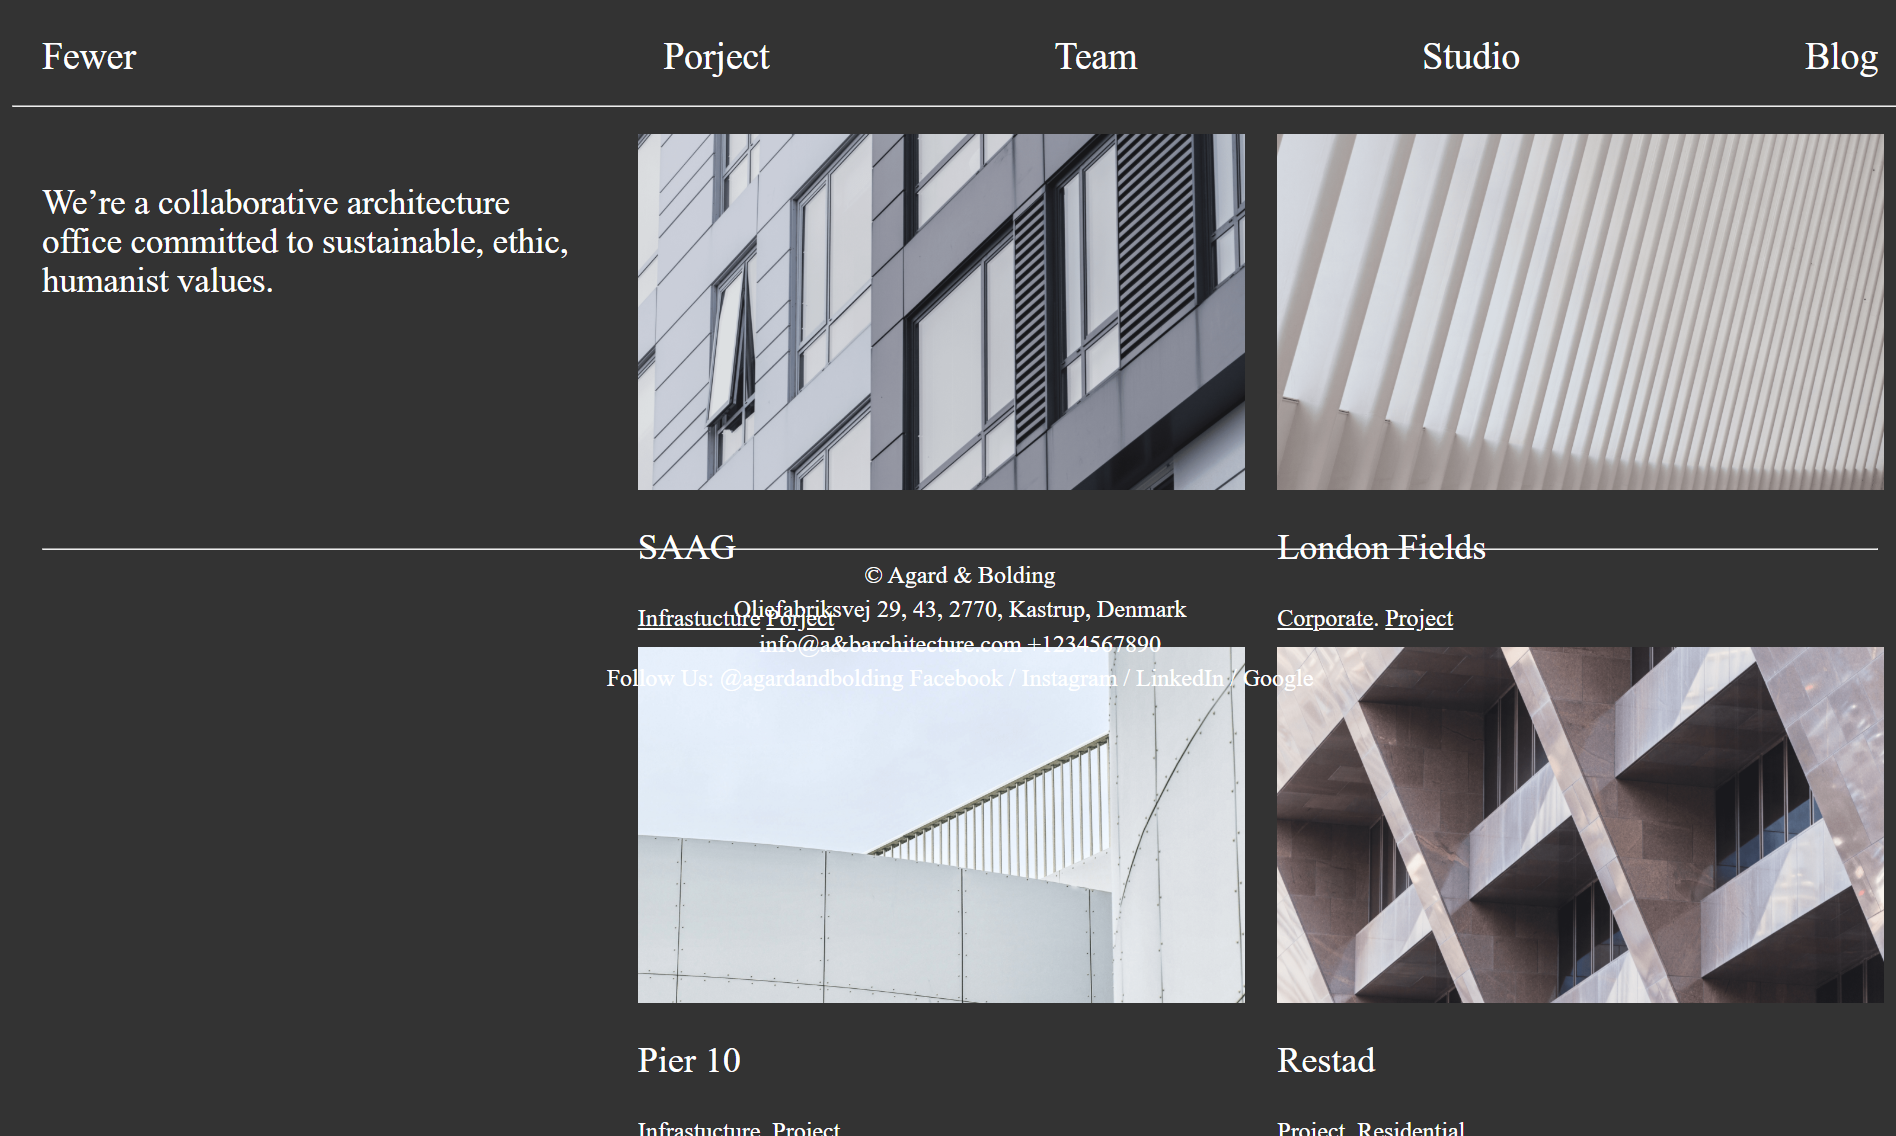 Fewer Porject Team Studio Blog
We’re a collaborative architecture
office committed to sustainable, ethic,
humanist values.
SAAG London Fields
© Agard & Bolding
Oliefabriksvej 29, 43, 2770, Kastrup, Denmark
Infrastucture Porject Corporate. Project
info@a&barchitecture.com +1234567890
Follow Us: @agardandbolding Facebook / Instagram / LinkedIn / Google
Pier 10 Restad
Infrastucture. Project Project. Residential